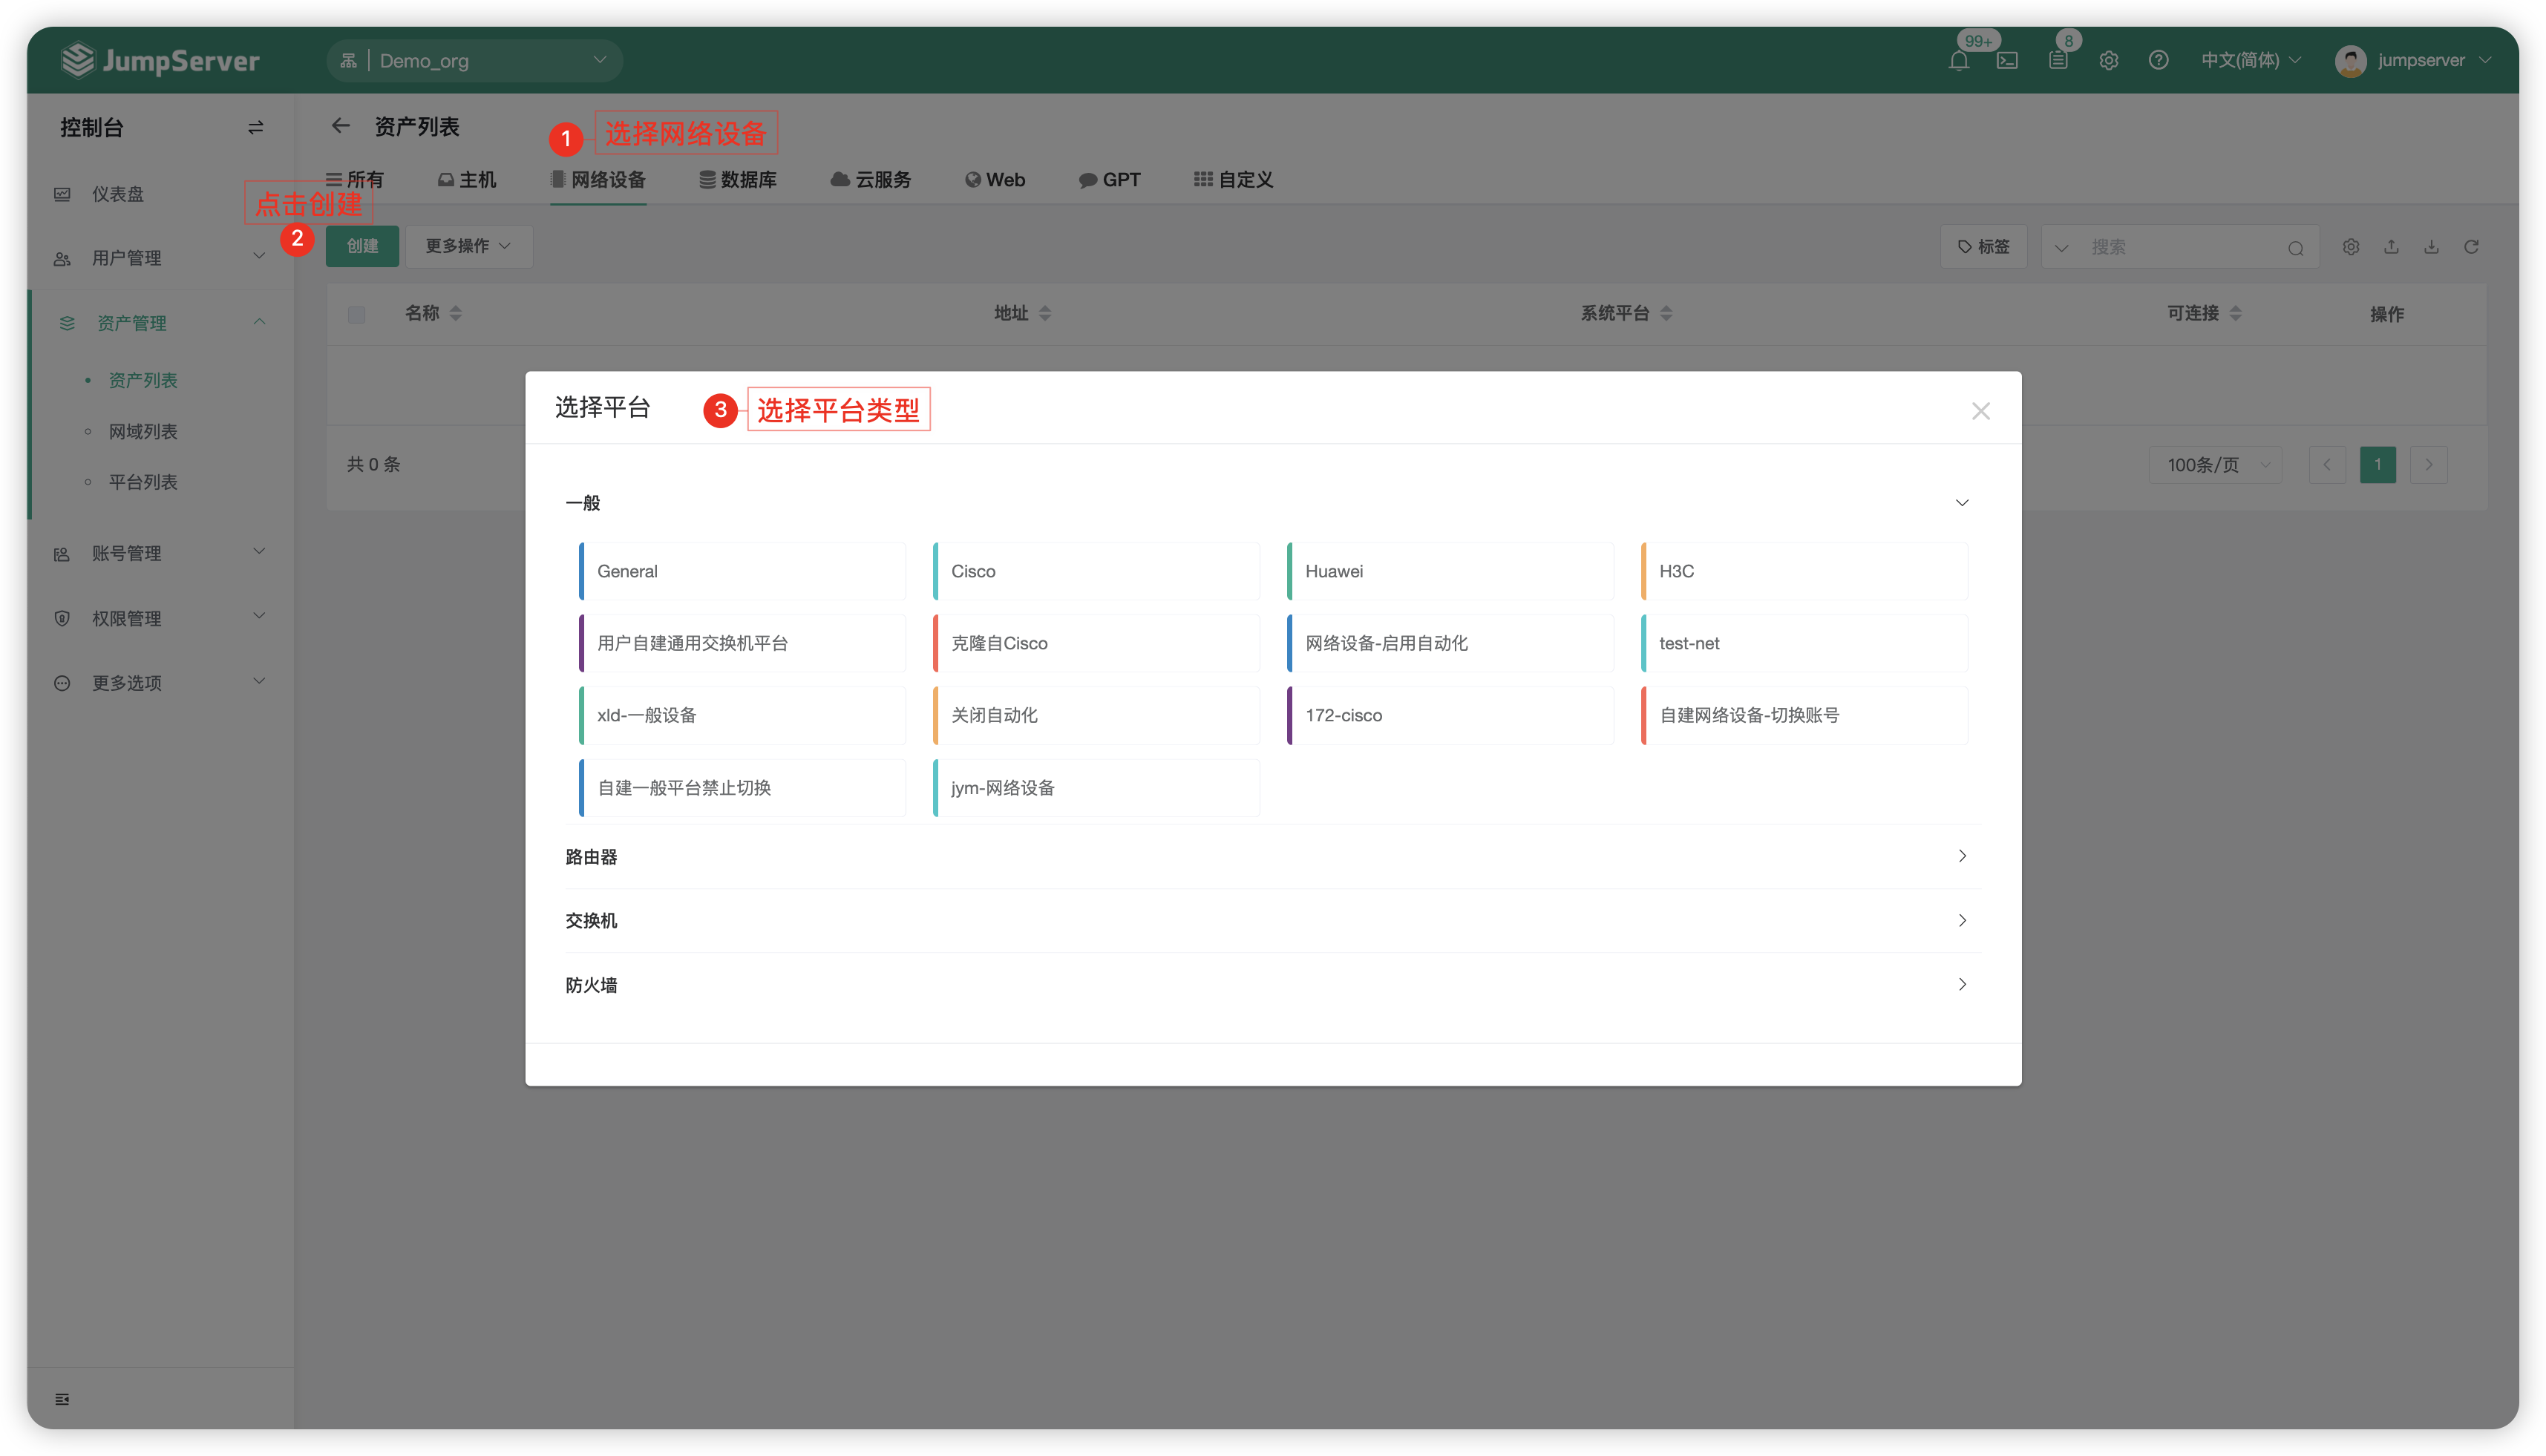 JumpServer
Demo_org
99+
8
中文(简体)
jumpserver
控制台
资产列表
1 选择网络设备
仪表盘
所有 主机 网络设备 数据库 云服务 Web GPT 自定义
点击创建
2
创建 更多操作
标签 搜索
用户管理
名称 地址 系统平台 可连接 操作
资产管理
资产列表
网域列表
平台列表
账号管理
权限管理
更多选项
共 0 条
100条/页
1
选择平台
3 选择平台类型
一般
General Cisco Huawei H3C
用户自建通用交换机平台 克隆自Cisco 网络设备-启用自动化 test-net
xld-一般设备 关闭自动化 172-cisco 自建网络设备-切换账号
自建一般平台禁止切换 jym-网络设备
路由器
交换机
防火墙